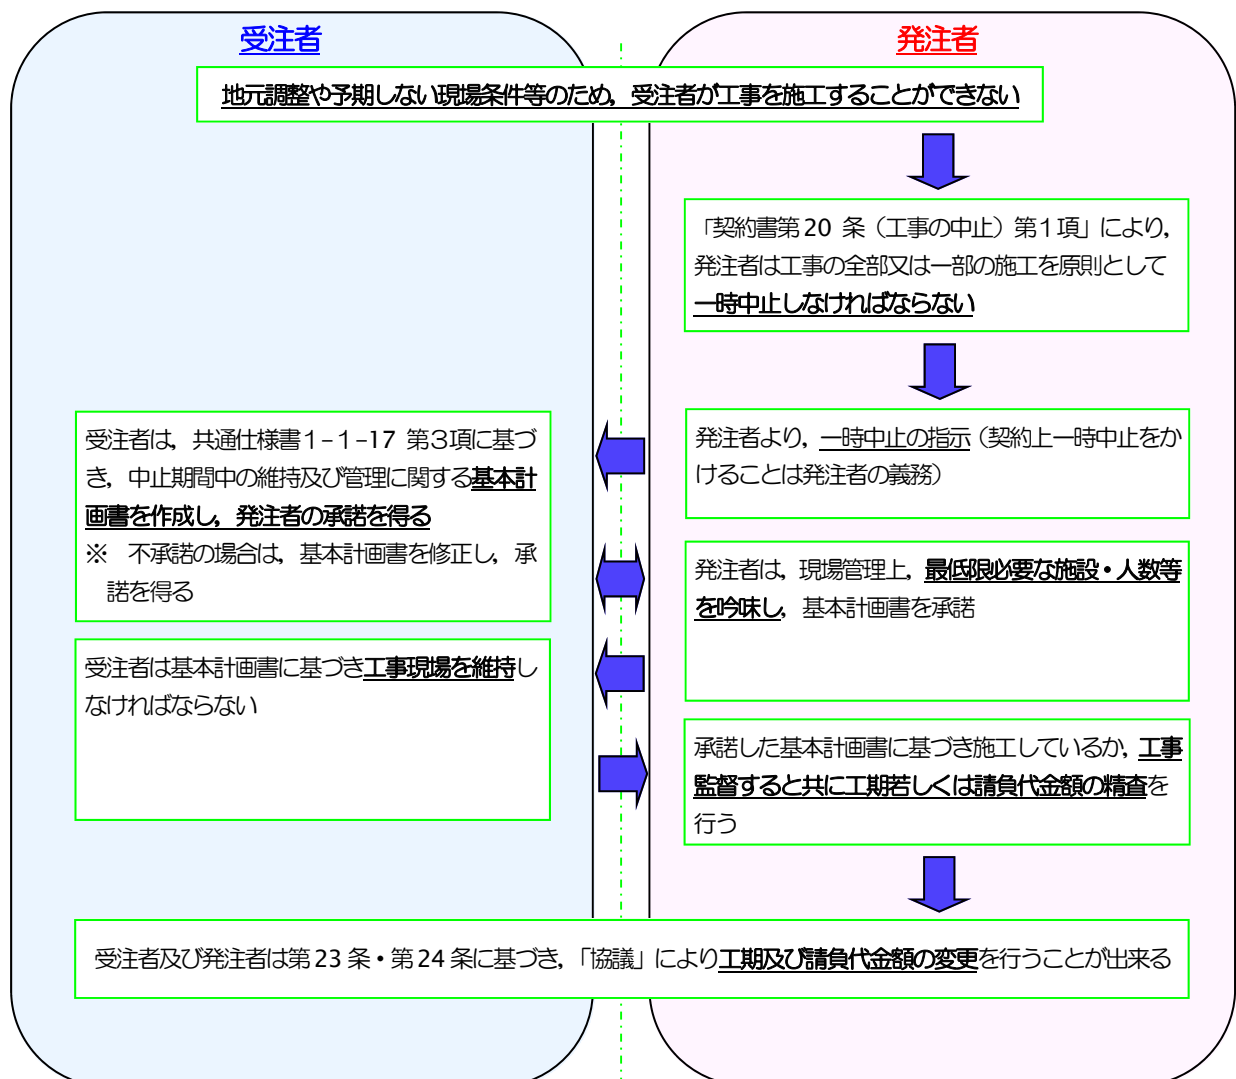 受注者
発注者
地元調整や予期しない現場条件等のため，受注者が工事を施工することができない
「契約書第20 条（工事の中止）第１項」により，
発注者は工事の全部又は一部の施工を原則として
一時中止しなければならない
発注者より，一時中止の指示（契約上一時中止をか
けることは発注者の義務）
受注者は，共通仕様書１-１-17 第３項に基づ
き，中止期間中の維持及び管理に関する基本計
画書を作成し，発注者の承諾を得る
※　不承諾の場合は，基本計画書を修正し，承
諾を得る
発注者は，現場管理上，最低限必要な施設・人数等
を吟味し，基本計画書を承諾
受注者は基本計画書に基づき工事現場を維持し
なければならない
承諾した基本計画書に基づき施工しているか，工事
監督すると共に工期若しくは請負代金額の精査を
行う
受注者及び発注者は第23 条・第24 条に基づき，「協議」により工期及び請負代金額の変更を行うことが出来る